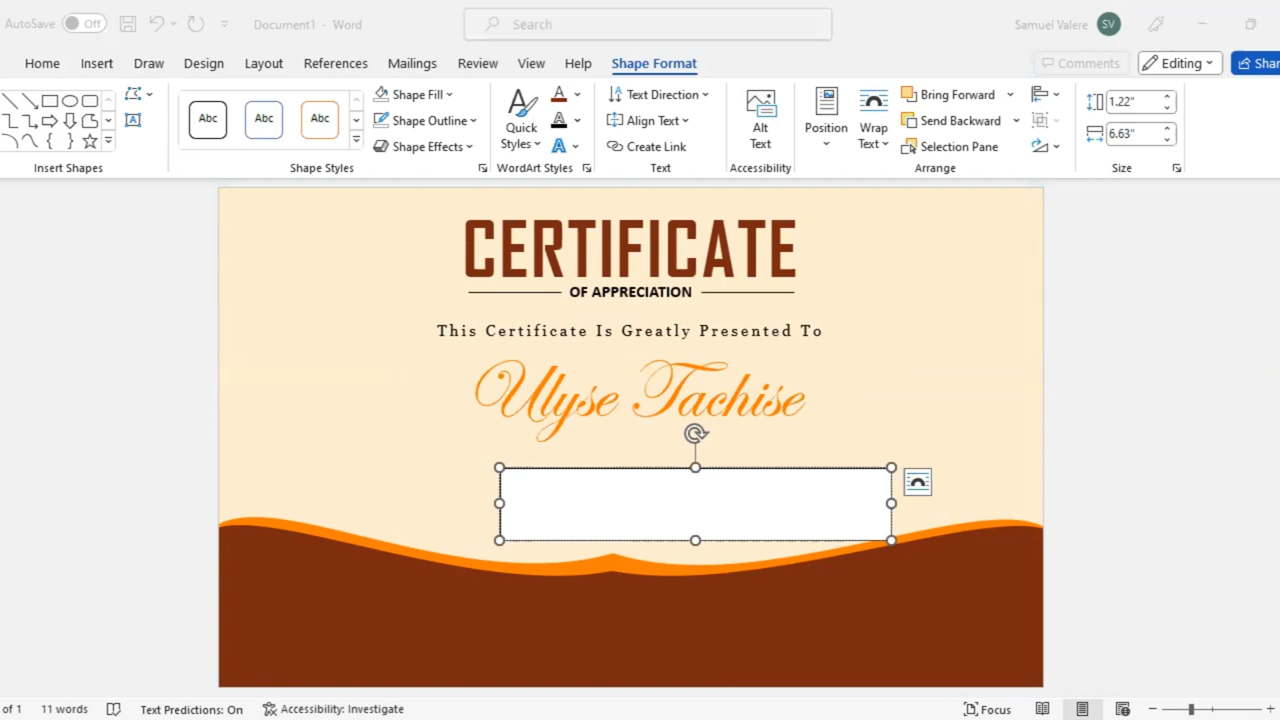 AutoSave Off Document1 - Word Search Samuel Valere SV
Home Insert Draw Design Layout References Mailings Review View Help Shape Format Comments Editing Shar
Abc Abc Abc
Shape Fill
Shape Outline
Shape Effects
Quick
Styles
A
A
A
Text Direction
Align Text
Create Link
Alt
Text
Position
Wrap
Text
Bring Forward
Send Backward
Selection Pane
1.22"
6.63"
Insert Shapes Shape Styles WordArt Styles Text Accessibility Arrange Size
CERTIFICATE
OF APPRECIATION
This Certificate Is Greatly Presented To
Ulyse Tachise
of 1 11 words Text Predictions: On Accessibility: Investigate Focus